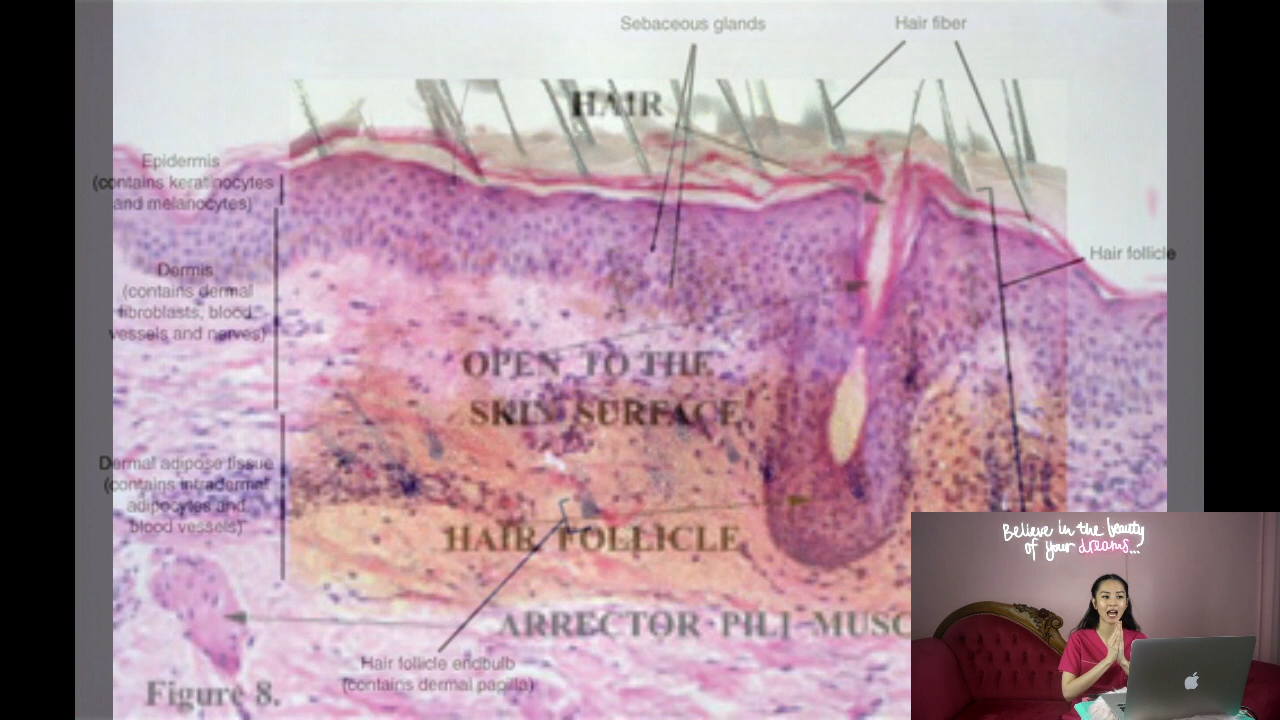 Sebaceous glands
Hair fiber
HAIR
Epidermis
(contains keratinocytes
and melanocytes)
Hair follicle
Dermis
(contains dermal
fibroblasts, blood
vessels and nerves)
OPEN TO THE
SKIN SURFACE
Dermal adipose tissue
(contains intradermal
adipocytes and
blood vessels)
HAIR FOLLICLE
Believe in the beauty
of your dreams...
ARRECTOR PILI MUSC
Hair follicle endbulb
(contains dermal papilla)
Figure 8.